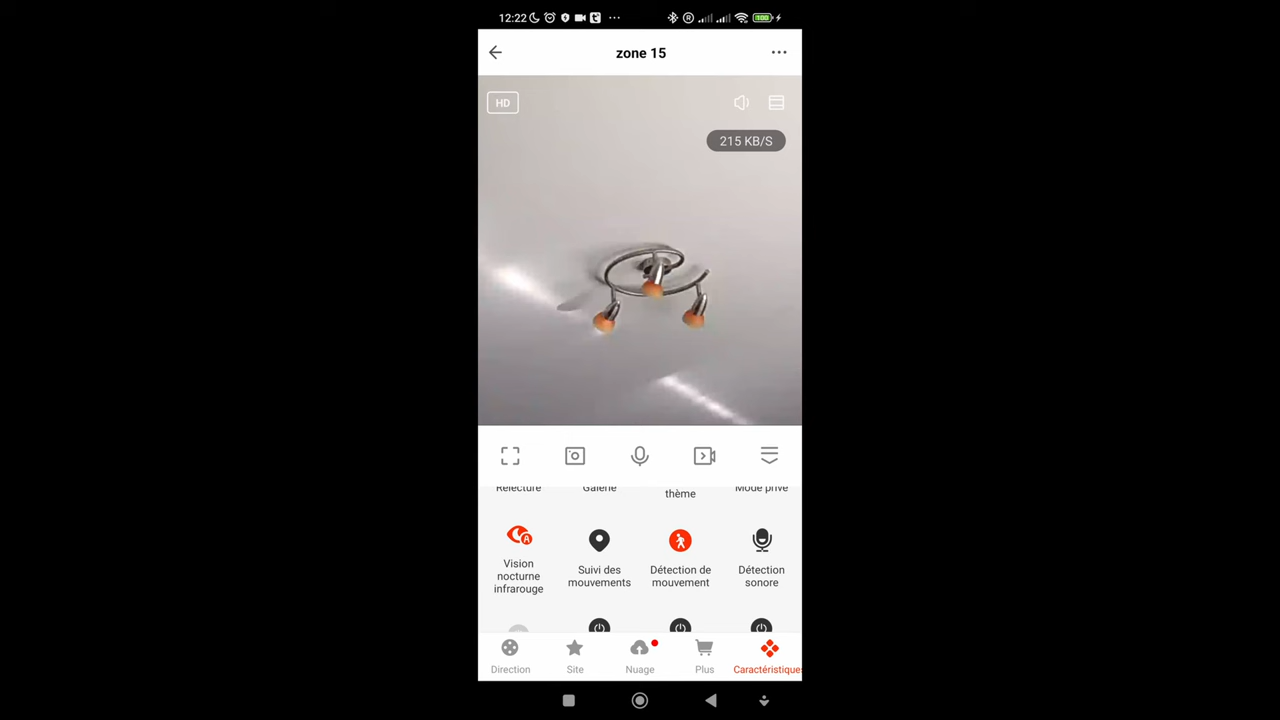 12:22
100
zone 15
HD
215 KB/S
Relecture Galerie thème Mode privé
Vision nocturne infrarouge
Suivi des mouvements
Détection de mouvement
Détection sonore
Direction Site Nuage Plus Caractéristiques